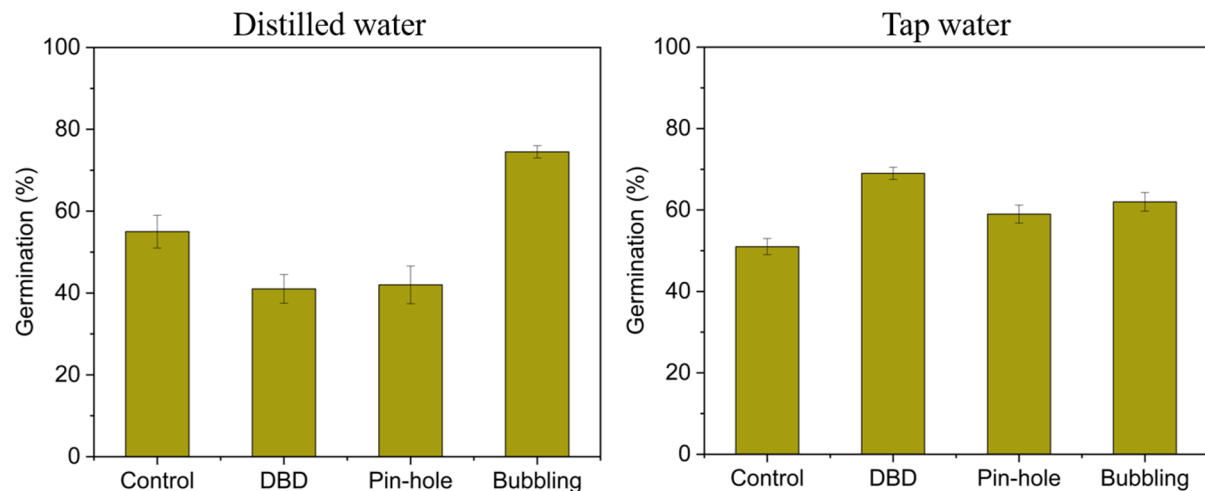 Distilled water
Germination (%)
100
80
60
40
20
0
Control DBD Pin-hole Bubbling
Tap water
Germination (%)
100
80
60
40
20
0
Control DBD Pin-hole Bubbling